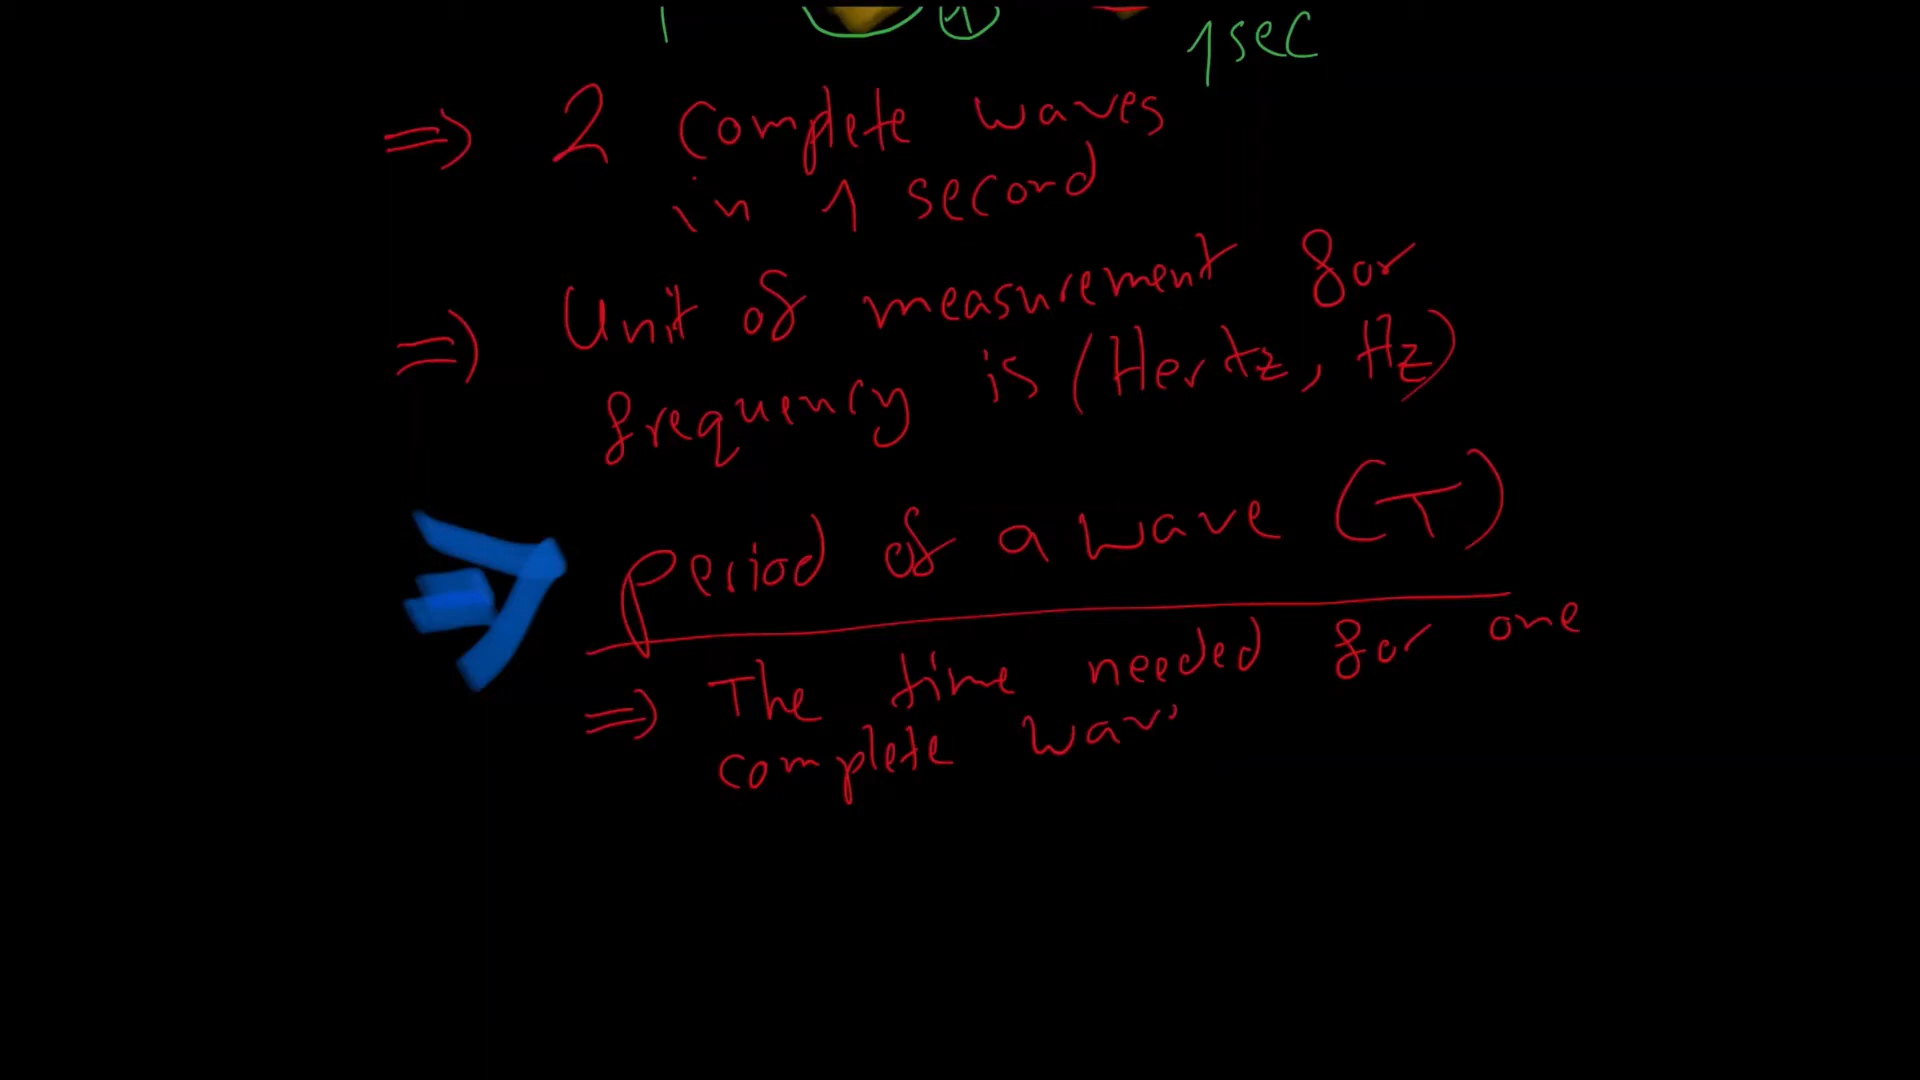 1sec
⇒ 2 complete waves
in 1 second
⇒ Unit of measurement for
frequency is (Hertz, Hz)
period of a wave (T)
⇒ The time needed for one
complete wav